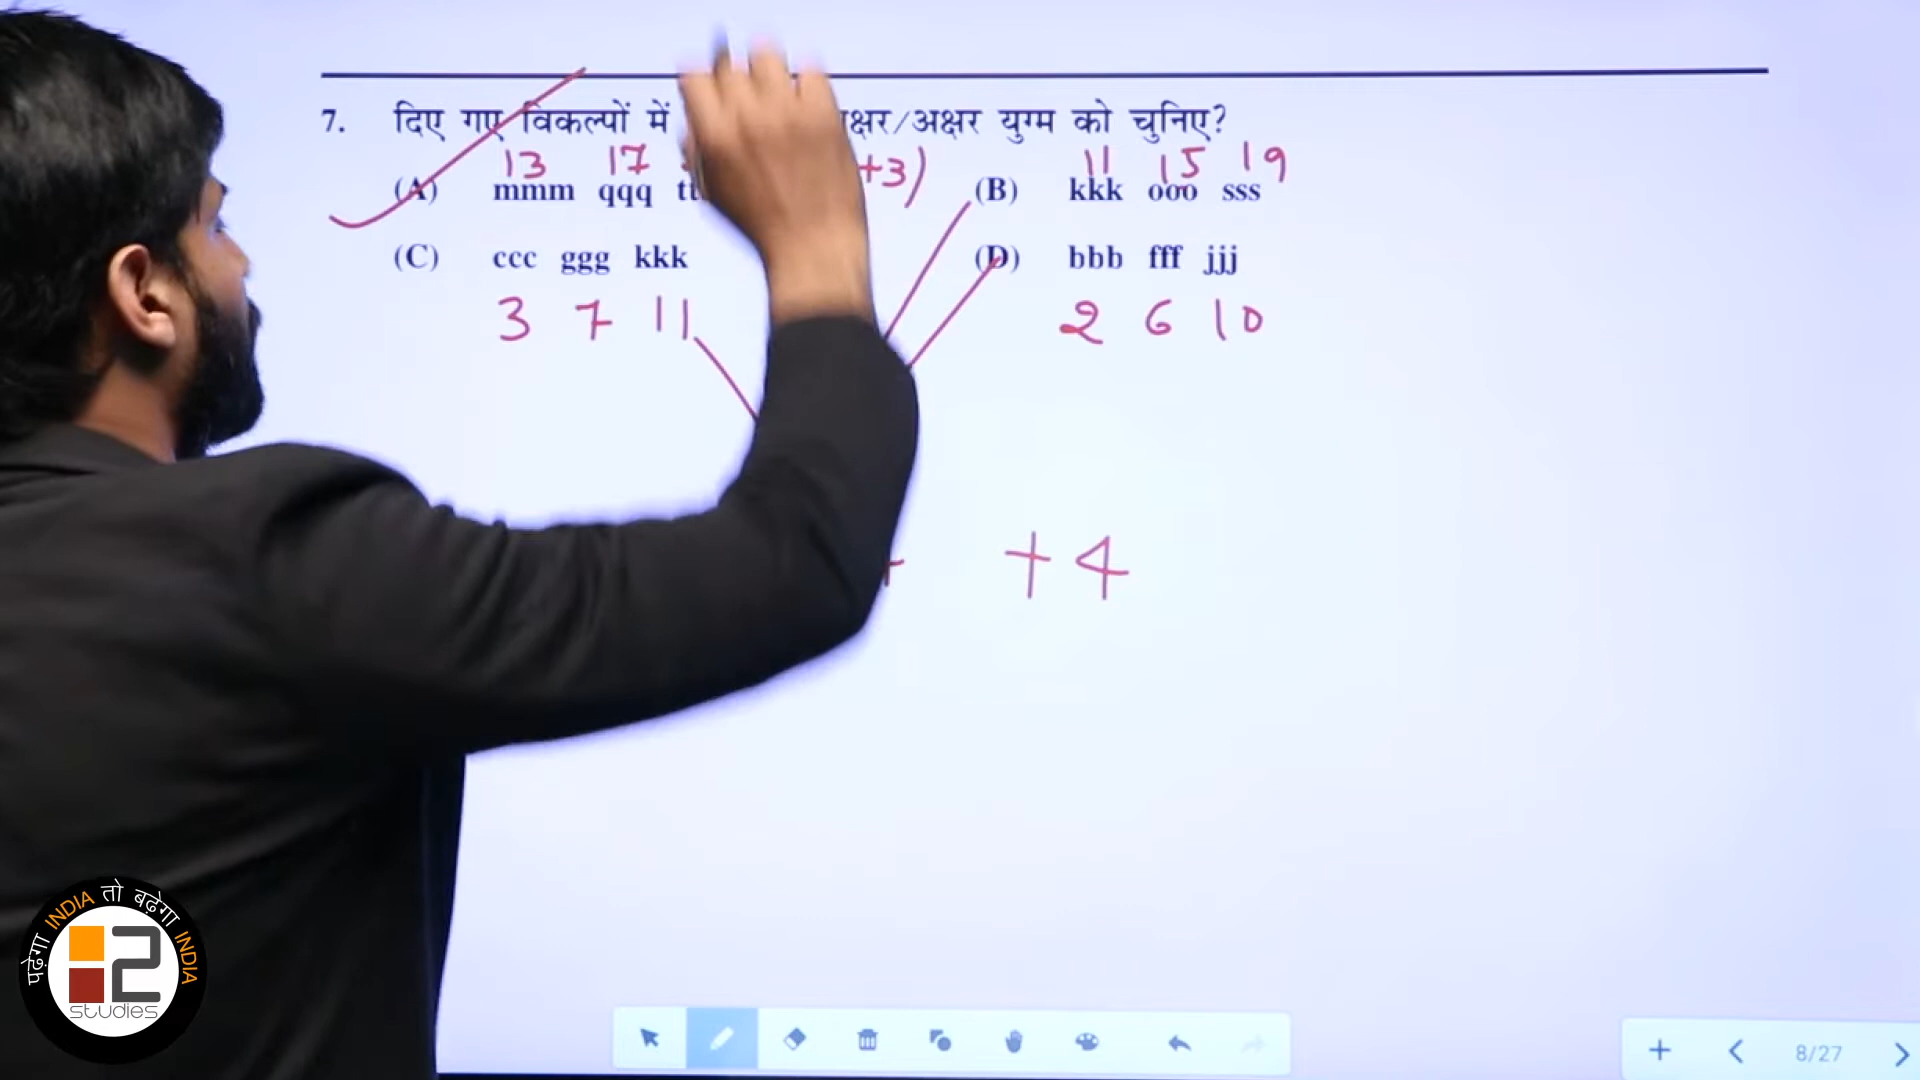 7. दिए गए विकल्पों में क्षर/अक्षर युग्म को चुनिए?
13 17 +3) 11 15 19
(A) mmm qqq (B) kkk ooo sss
(C) ccc ggg kkk (D) bbb fff jjj
3 7 11 2 6 10
+4
पढ़ेगा INDIA तो बढ़ेगा INDIA
i2
studies
8/27